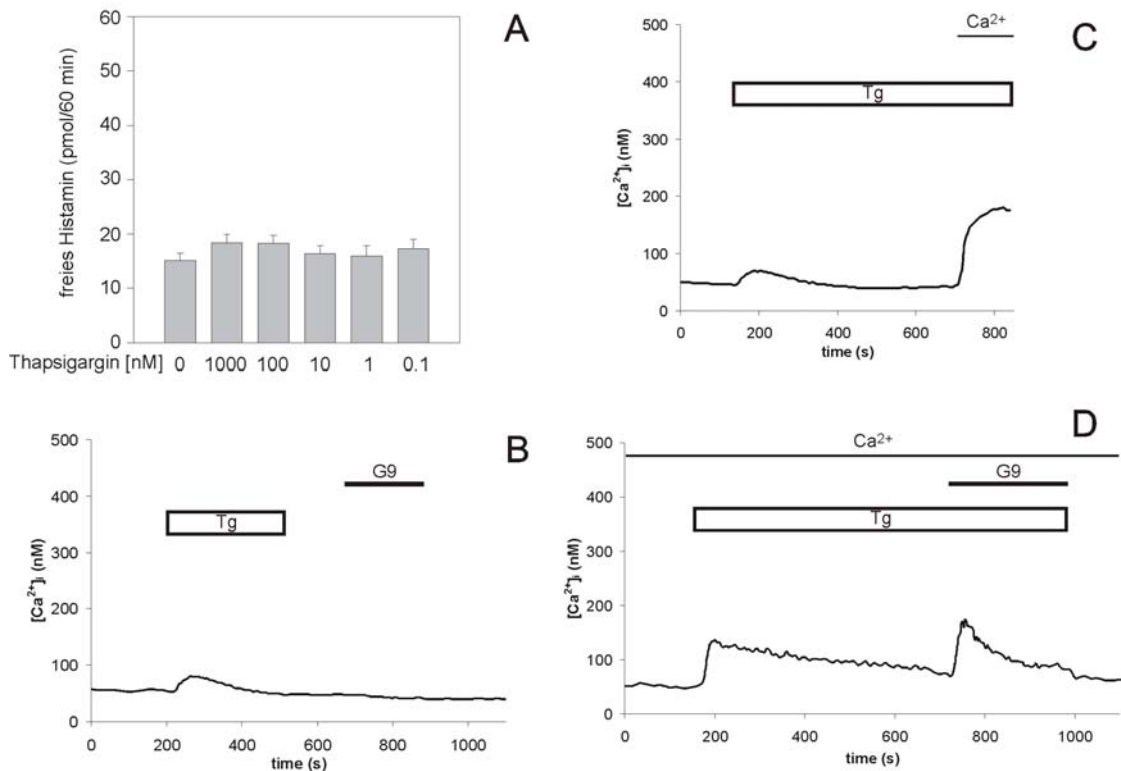 A
freies Histamin (pmol/60 min)
60
50
40
30
20
10
0
Thapsigargin [nM] 0 1000 100 10 1 0.1
C
Ca²⁺
Tg
[Ca²⁺]ᵢ (nM)
500
400
300
200
100
0
0 200 400 600 800
time (s)
B
G9
Tg
[Ca²⁺]ᵢ (nM)
500
400
300
200
100
0
0 200 400 600 800 1000
time (s)
D
Ca²⁺
G9
Tg
[Ca²⁺]ᵢ (nM)
500
400
300
200
100
0
0 200 400 600 800 1000
time (s)